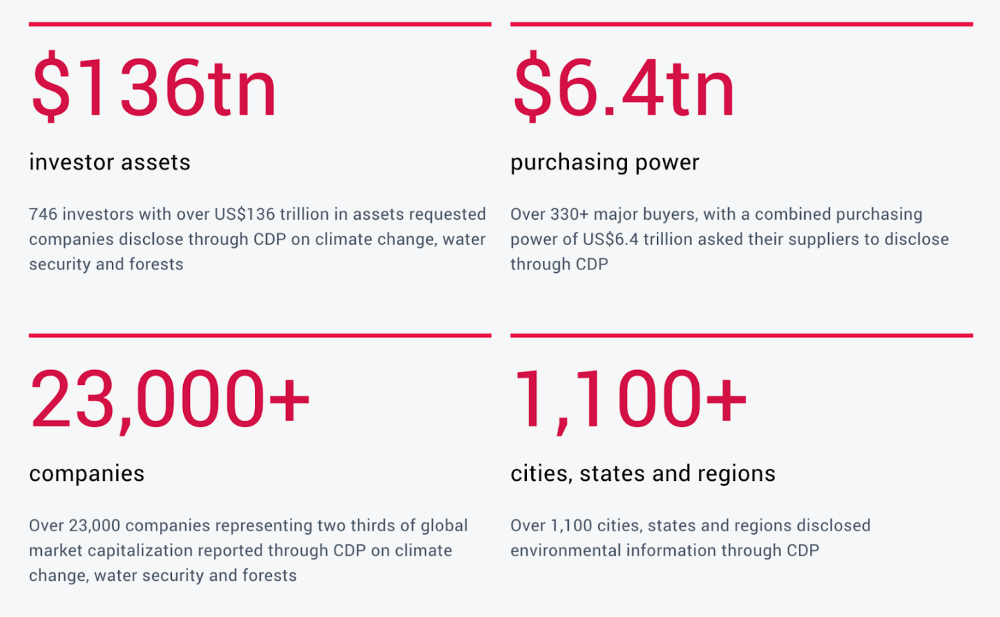 $136tn
investor assets
746 investors with over US$136 trillion in assets requested
companies disclose through CDP on climate change, water
security and forests
$6.4tn
purchasing power
Over 330+ major buyers, with a combined purchasing
power of US$6.4 trillion asked their suppliers to disclose
through CDP
23,000+
companies
Over 23,000 companies representing two thirds of global
market capitalization reported through CDP on climate
change, water security and forests
1,100+
cities, states and regions
Over 1,100 cities, states and regions disclosed
environmental information through CDP